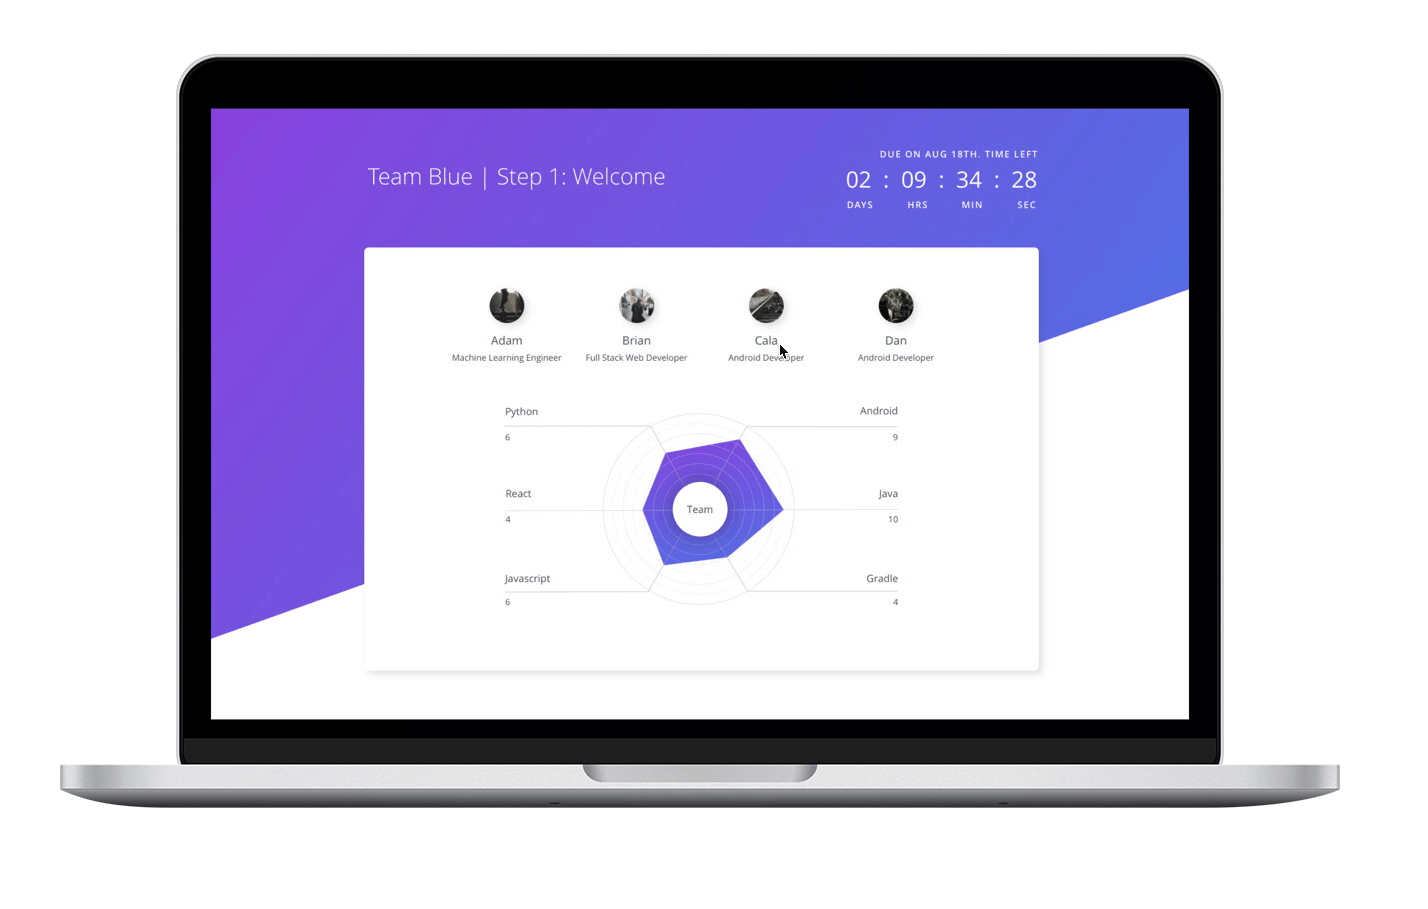 DUE ON AUG 18TH. TIME LEFT
Team Blue | Step 1: Welcome
02 : 09 : 34 : 28
DAYS HRS MIN SEC
Adam Brian Cala Dan
Machine Learning Engineer Full Stack Web Developer Android Developer Android Developer
Python Android
6 9
React Java
Team
4 10
Javascript Gradle
6 4